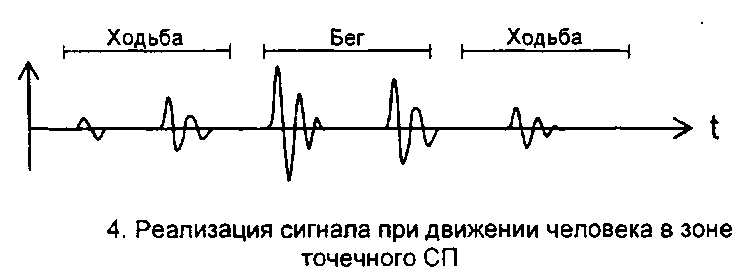 Ходьба Бег Ходьба
t
4. Реализация сигнала при движении человека в зоне
точечного СП